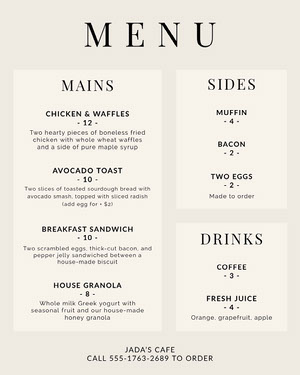 MENU
MAINS
CHICKEN & WAFFLES
- 12 -
Two hearty pieces of boneless fried
chicken with whole wheat waffles
and a side of pure maple syrup
AVOCADO TOAST
- 10 -
Two slices of toasted sourdough bread with
avocado smash, topped with sliced radish
(add egg for + $2)
BREAKFAST SANDWICH
- 10 -
Two scrambled eggs, thick-cut bacon, and
pepper jelly sandwiched between a
house-made biscuit
HOUSE GRANOLA
- 8 -
Whole milk Greek yogurt with
seasonal fruit and our house-made
honey granola
SIDES
MUFFIN
- 4 -
BACON
- 2 -
TWO EGGS
- 2 -
Made to order
DRINKS
COFFEE
- 3 -
FRESH JUICE
- 4 -
Orange, grapefruit, apple
JADA'S CAFE
CALL 555-1763-2689 TO ORDER